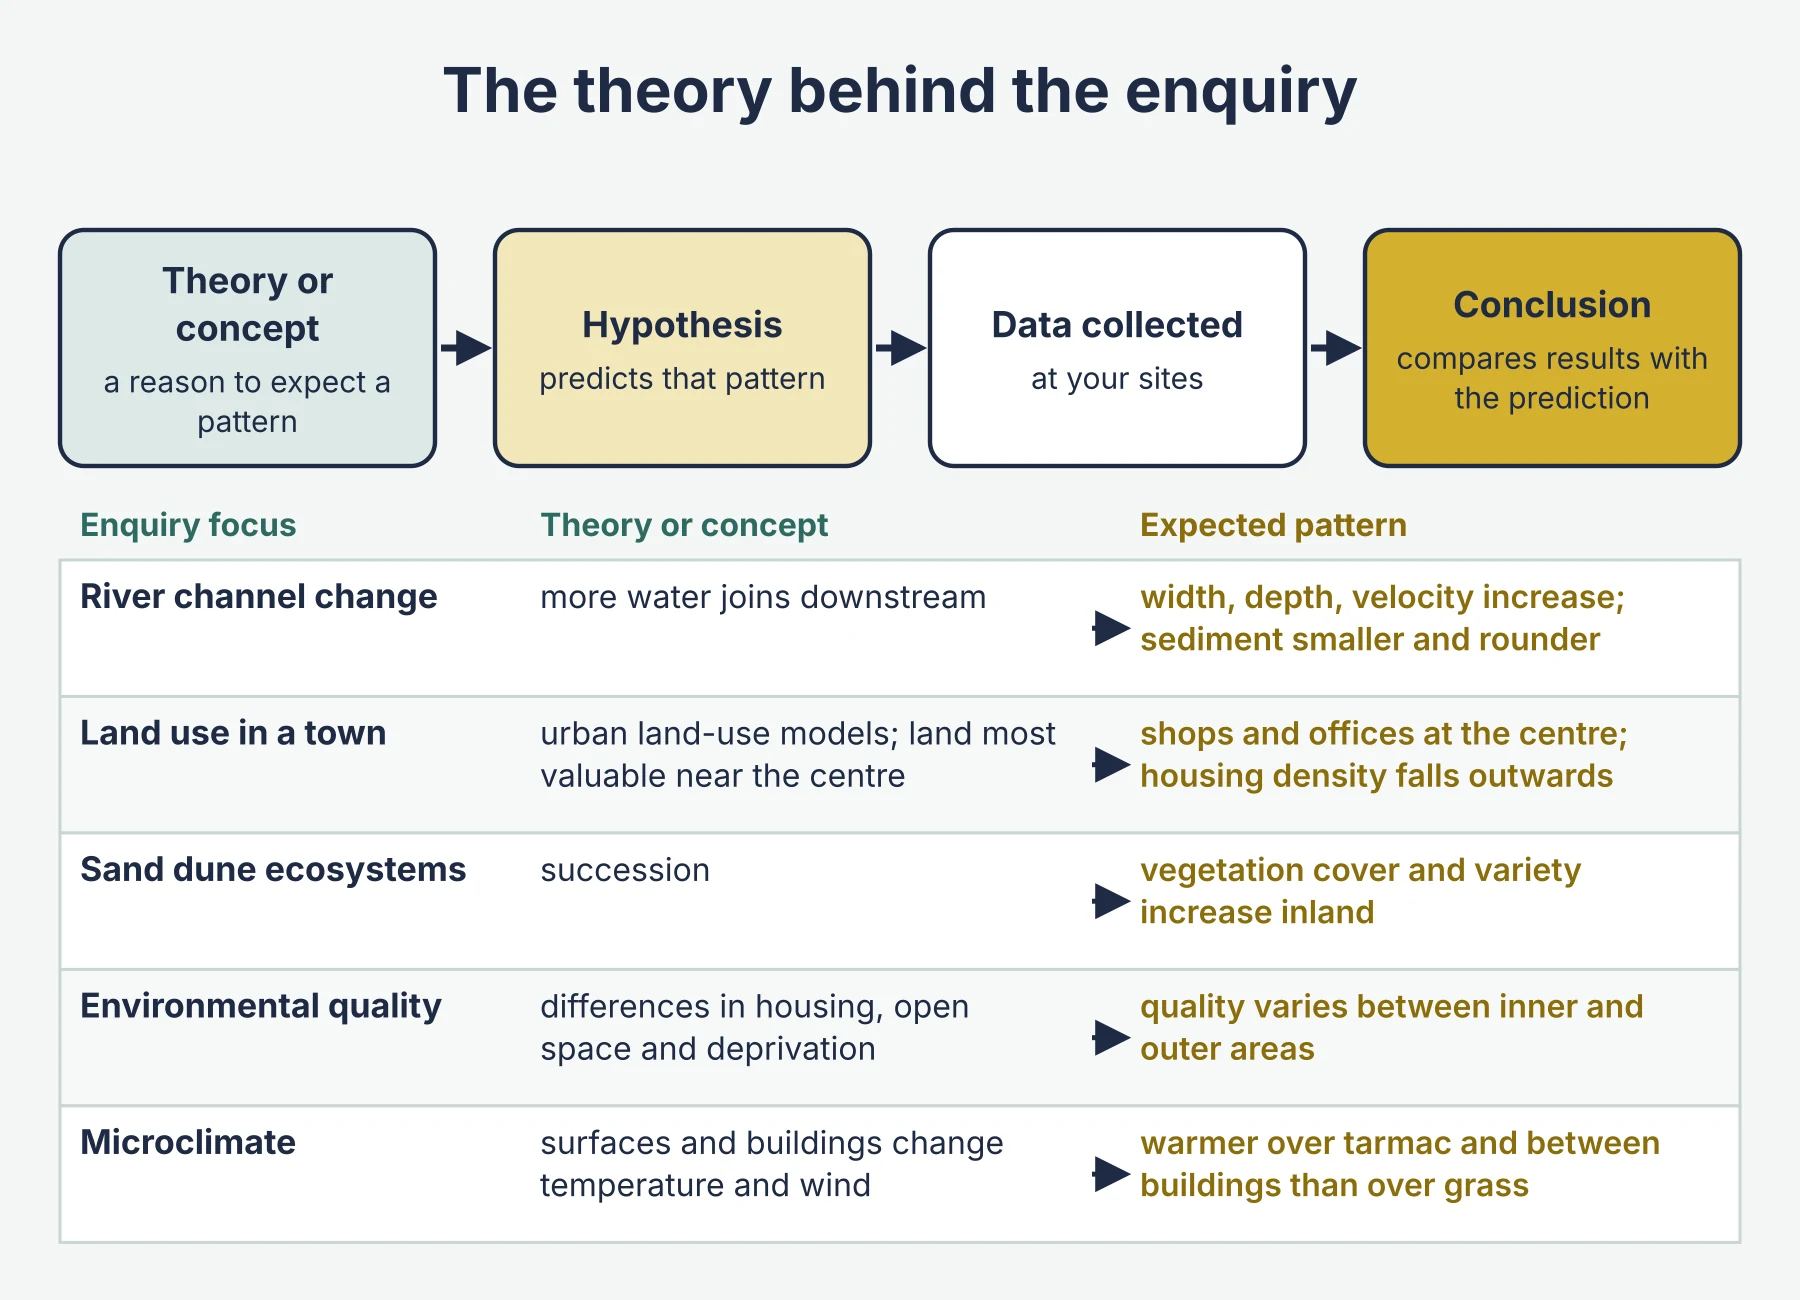 The theory behind the enquiry
Theory or
concept
a reason to expect a
pattern
Hypothesis
predicts that pattern
Data collected
at your sites
Conclusion
compares results with
the prediction
Enquiry focus
Theory or concept
Expected pattern
River channel change
more water joins downstream
width, depth, velocity increase;
sediment smaller and rounder
Land use in a town
urban land-use models; land most
valuable near the centre
shops and offices at the centre;
housing density falls outwards
Sand dune ecosystems
succession
vegetation cover and variety
increase inland
Environmental quality
differences in housing, open
space and deprivation
quality varies between inner and
outer areas
Microclimate
surfaces and buildings change
temperature and wind
warmer over tarmac and between
buildings than over grass